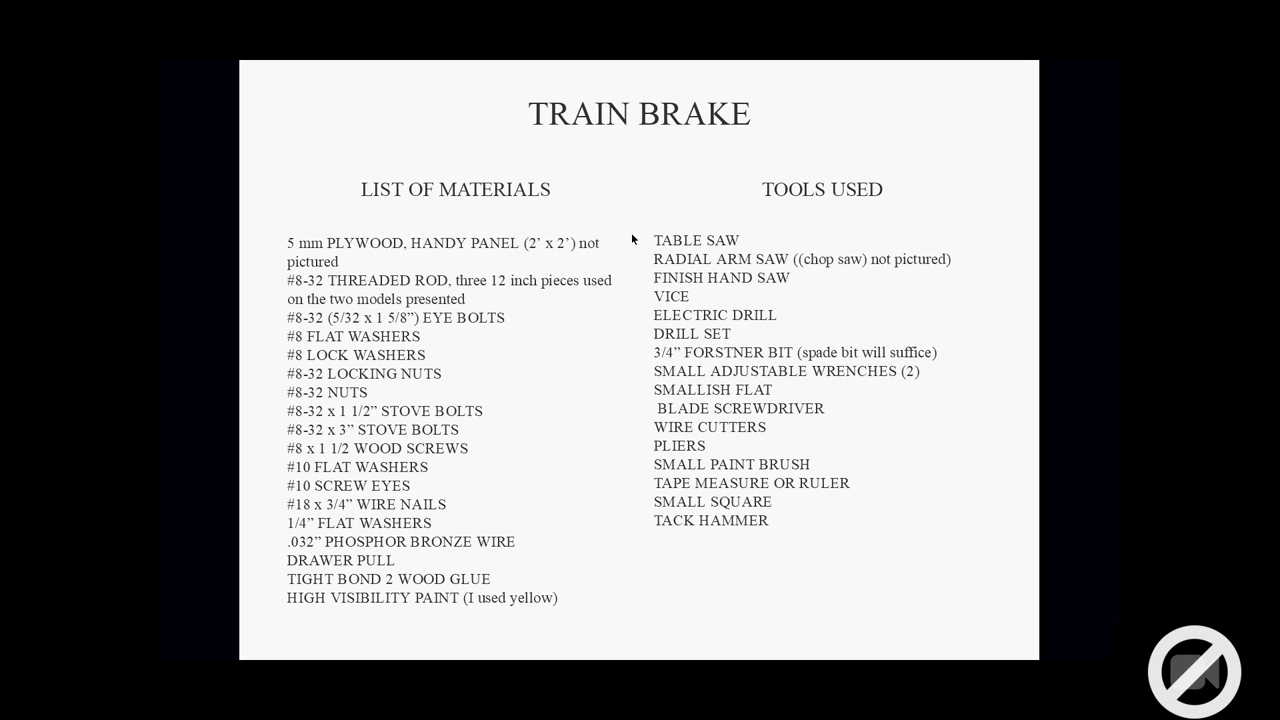 TRAIN BRAKE
LIST OF MATERIALS
5 mm PLYWOOD, HANDY PANEL (2’ x 2’) not
pictured
#8-32 THREADED ROD, three 12 inch pieces used
on the two models presented
#8-32 (5/32 x 1 5/8”) EYE BOLTS
#8 FLAT WASHERS
#8 LOCK WASHERS
#8-32 LOCKING NUTS
#8-32 NUTS
#8-32 x 1 1/2” STOVE BOLTS
#8-32 x 3” STOVE BOLTS
#8 x 1 1/2 WOOD SCREWS
#10 FLAT WASHERS
#10 SCREW EYES
#18 x 3/4” WIRE NAILS
1/4” FLAT WASHERS
.032” PHOSPHOR BRONZE WIRE
DRAWER PULL
TIGHT BOND 2 WOOD GLUE
HIGH VISIBILITY PAINT (I used yellow)
TOOLS USED
TABLE SAW
RADIAL ARM SAW ((chop saw) not pictured)
FINISH HAND SAW
VICE
ELECTRIC DRILL
DRILL SET
3/4” FORSTNER BIT (spade bit will suffice)
SMALL ADJUSTABLE WRENCHES (2)
SMALLISH FLAT
BLADE SCREWDRIVER
WIRE CUTTERS
PLIERS
SMALL PAINT BRUSH
TAPE MEASURE OR RULER
SMALL SQUARE
TACK HAMMER